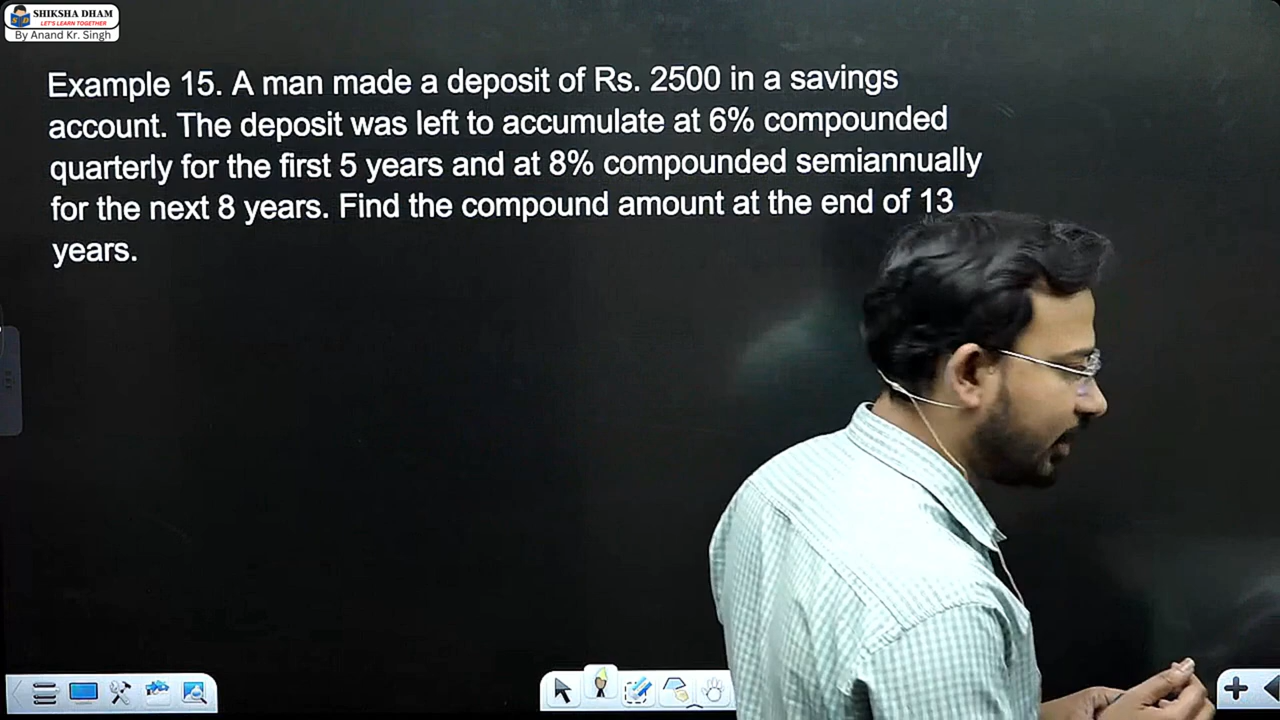 SHIKSHA DHAM
LET'S LEARN TOGETHER
By Anand Kr. Singh
Example 15. A man made a deposit of Rs. 2500 in a savings
account. The deposit was left to accumulate at 6% compounded
quarterly for the first 5 years and at 8% compounded semiannually
for the next 8 years. Find the compound amount at the end of 13
years.